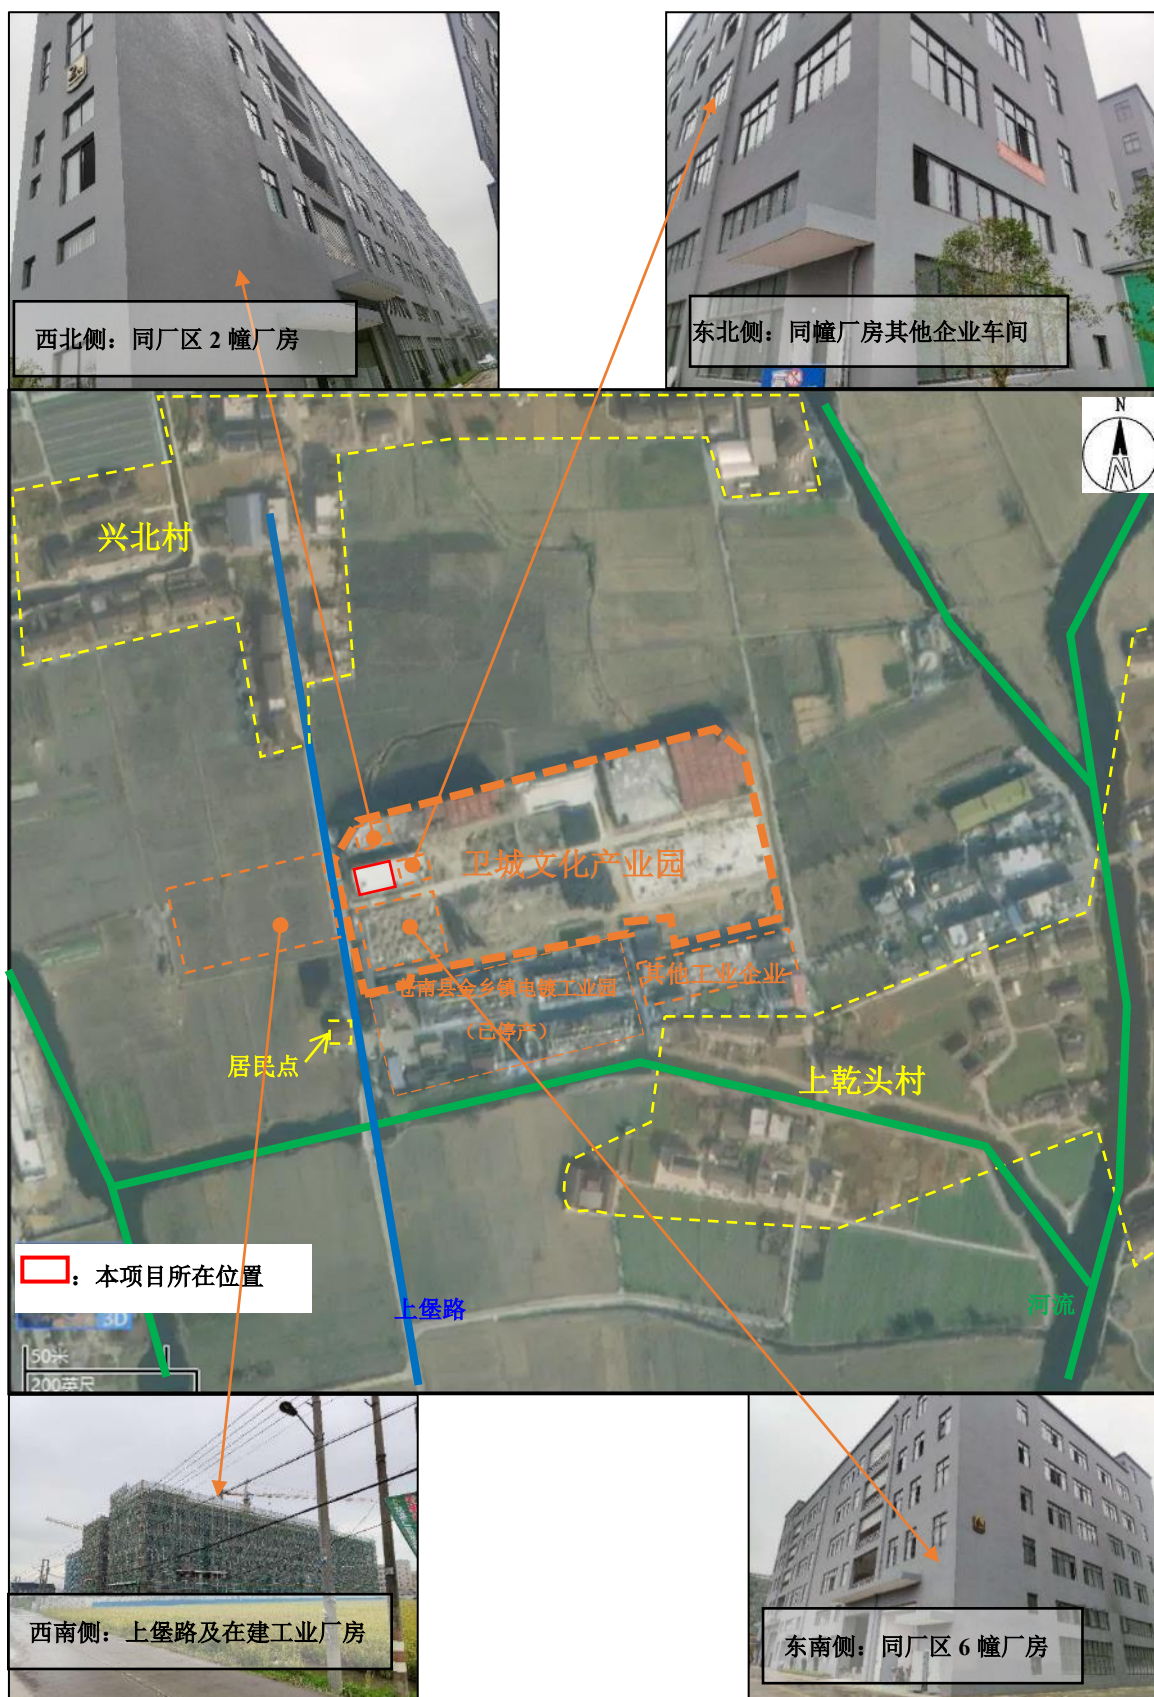 西北侧：同厂区 2 幢厂房
东北侧：同幢厂房其他企业车间
N
兴北村
卫城文化产业园
其他工业企业
苍南县金乡镇电镀工业园
（已停产）
居民点
上乾头村
：本项目所在位置
上堡路
河流
3D
50米
200英尺
西南侧：上堡路及在建工业厂房
东南侧：同厂区 6 幢厂房